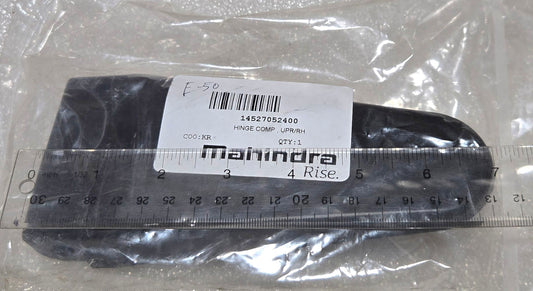 E-50
14527052400
HINGE COMP UPR/RH
COO:KR QTY:1
Mahindra
Rise.
1 2 3 4 5 6 7
30 29 28 27 26 25 24 23 22 21 20 19 18 17 16 15 14 13 12